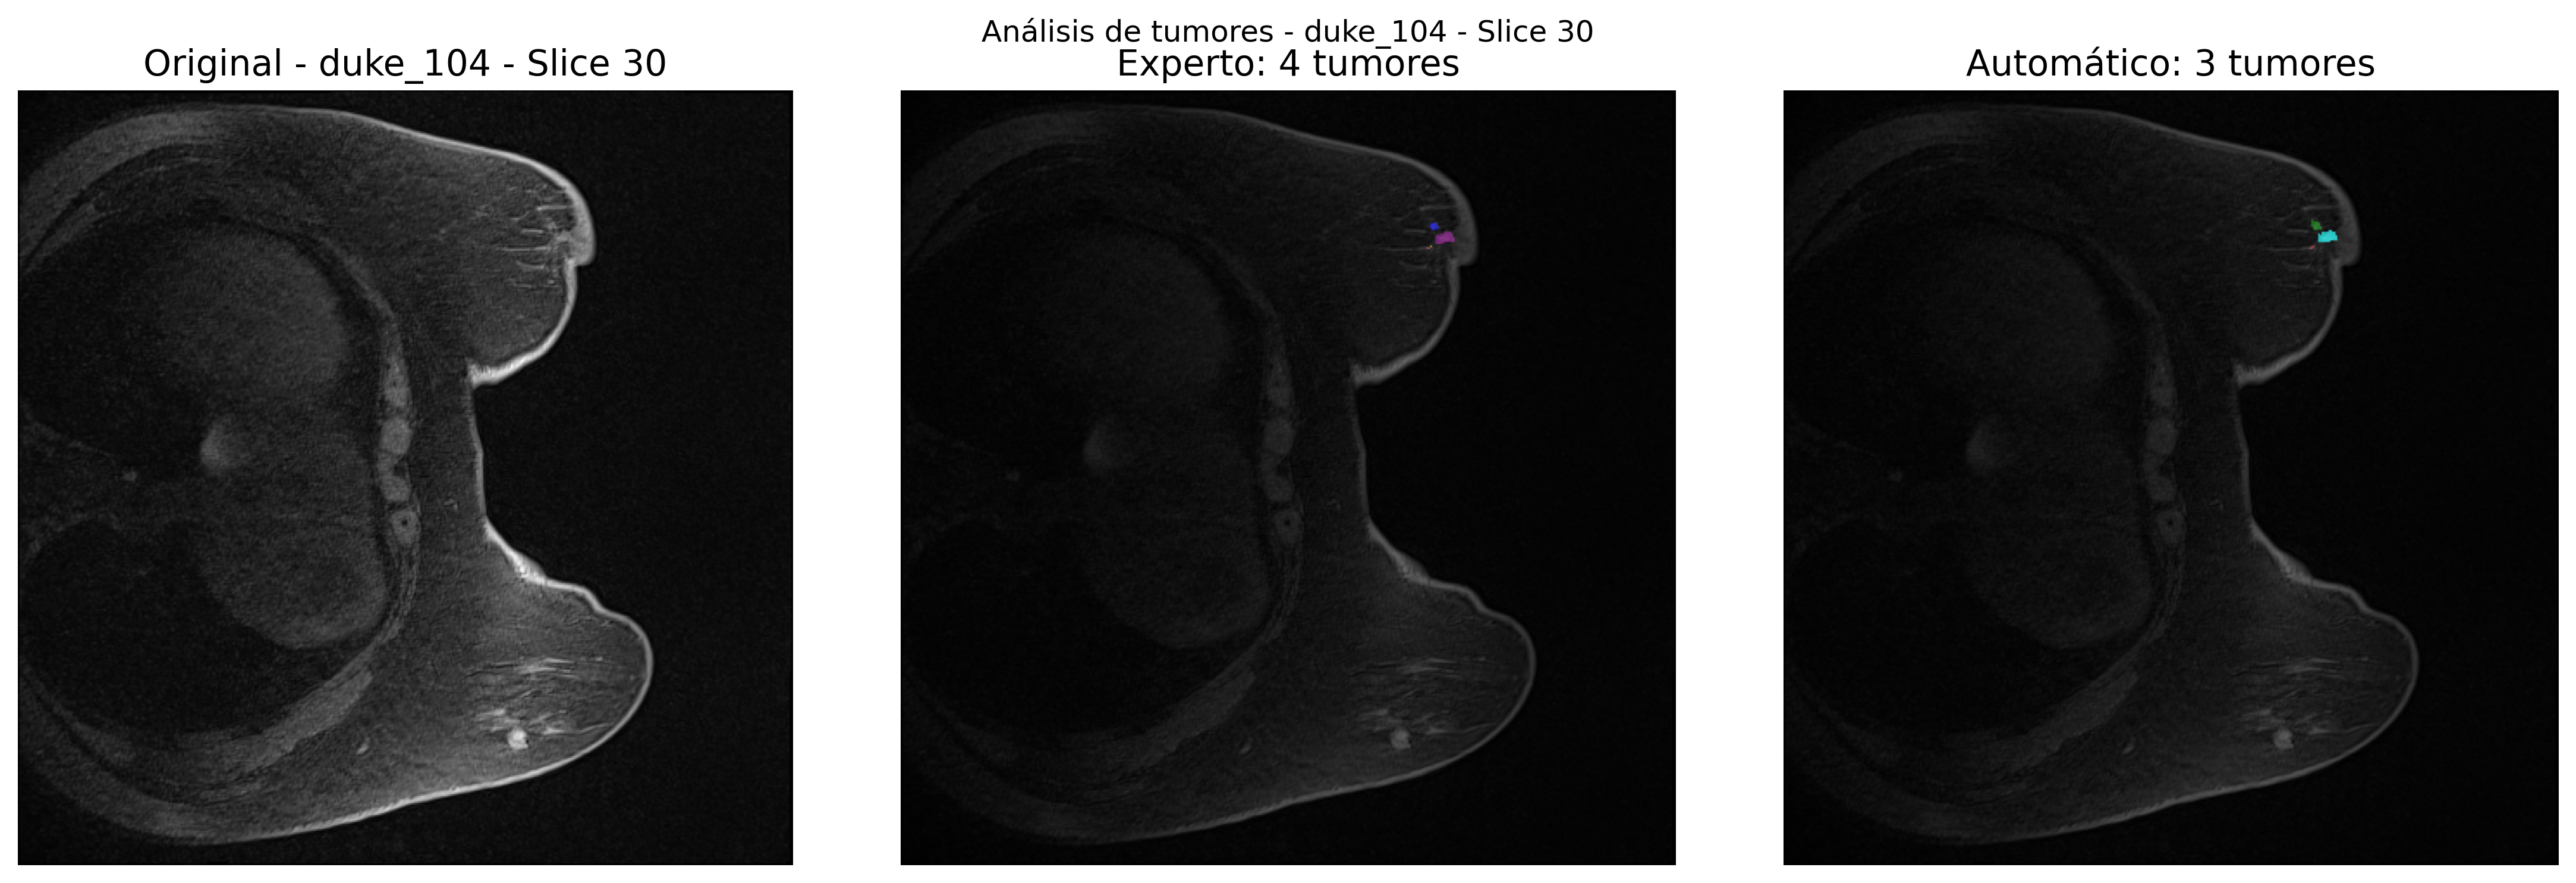 Análisis de tumores - duke_104 - Slice 30
Original - duke_104 - Slice 30
Experto: 4 tumores
Automático: 3 tumores